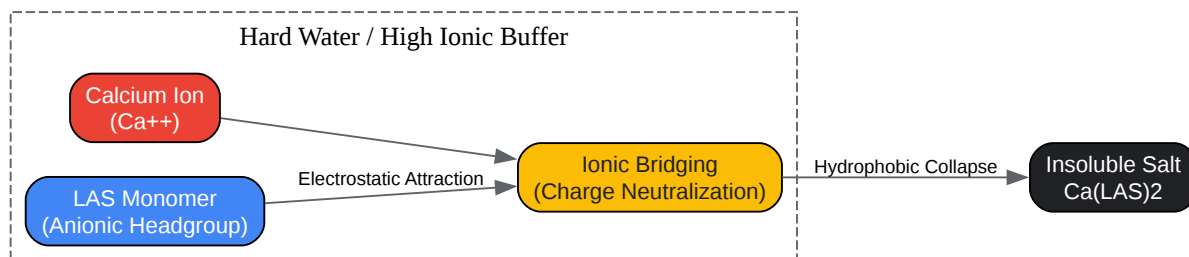 Hard Water / High Ionic Buffer
Calcium Ion
(Ca++)
LAS Monomer
(Anionic Headgroup)
Electrostatic Attraction
Ionic Bridging
(Charge Neutralization)
Hydrophobic Collapse
Insoluble Salt
Ca(LAS)2